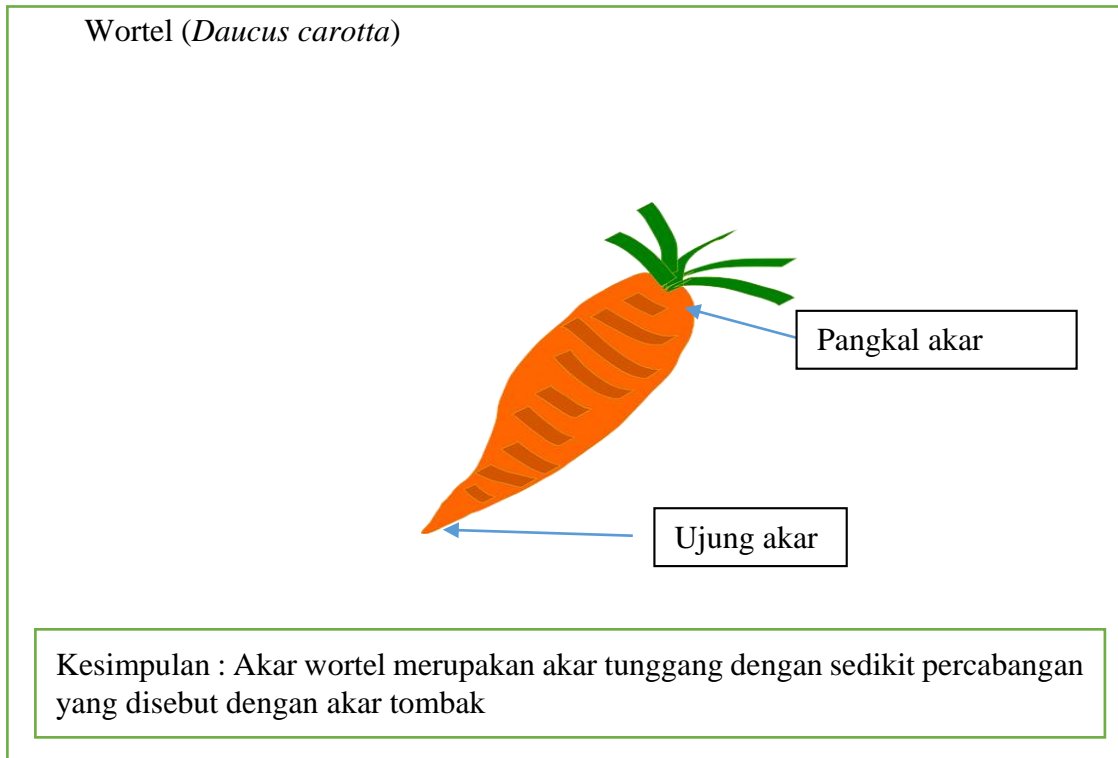 Wortel (Daucus carotta)
Pangkal akar
Ujung akar
Kesimpulan : Akar wortel merupakan akar tunggang dengan sedikit percabangan
yang disebut dengan akar tombak